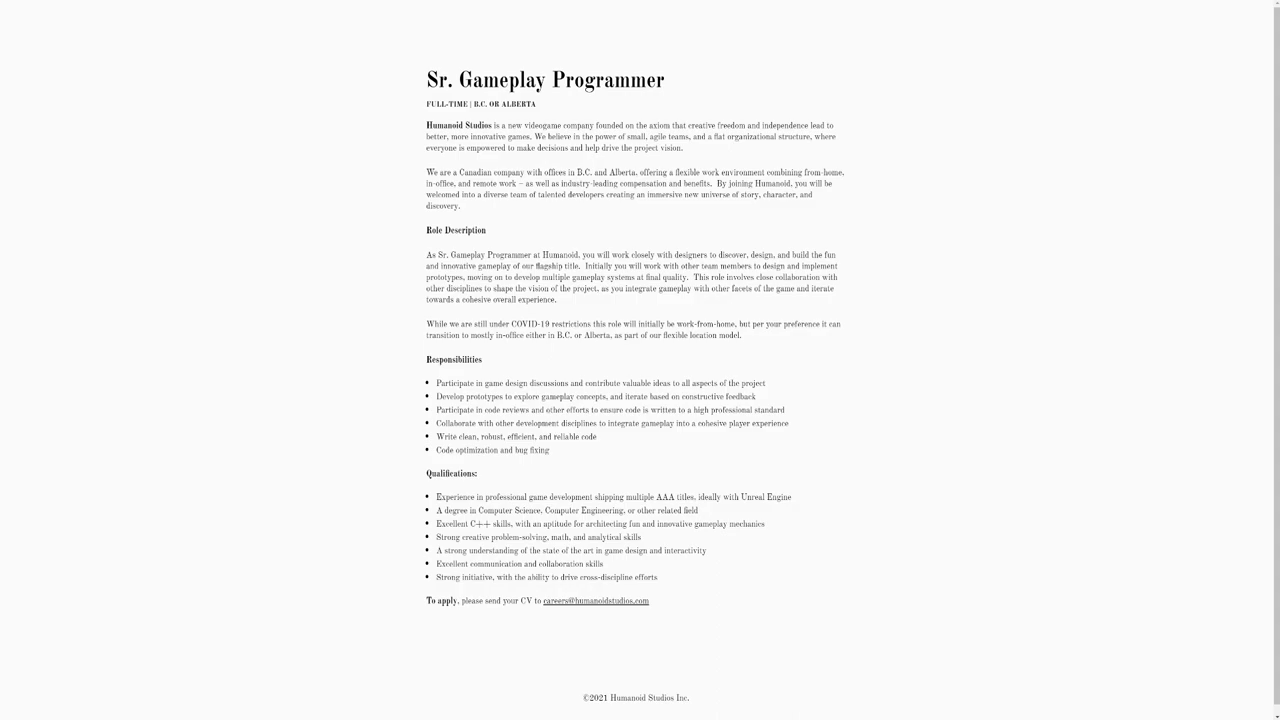 Sr. Gameplay Programmer
FULL-TIME | B.C. OR ALBERTA
Humanoid Studios is a new videogame company founded on the axiom that creative freedom and independence lead to
better, more innovative games. We believe in the power of small, agile teams, and a flat organizational structure, where
everyone is empowered to make decisions and help drive the project vision.
We are a Canadian company with offices in B.C. and Alberta, offering a flexible work environment combining from-home,
in-office, and remote work – as well as industry-leading compensation and benefits. By joining Humanoid, you will be
welcomed into a diverse team of talented developers creating an immersive new universe of story, character, and
discovery.
Role Description
As Sr. Gameplay Programmer at Humanoid, you will work closely with designers to discover, design, and build the fun
and innovative gameplay of our flagship title. Initially you will work with other team members to design and implement
prototypes, moving on to develop multiple gameplay systems at final quality. This role involves close collaboration with
other disciplines to shape the vision of the project, as you integrate gameplay with other facets of the game and iterate
towards a cohesive overall experience.
While we are still under COVID-19 restrictions this role will initially be work-from-home, but per your preference it can
transition to mostly in-office either in B.C. or Alberta, as part of our flexible location model.
Responsibilities
• Participate in game design discussions and contribute valuable ideas to all aspects of the project
• Develop prototypes to explore gameplay concepts, and iterate based on constructive feedback
• Participate in code reviews and other efforts to ensure code is written to a high professional standard
• Collaborate with other development disciplines to integrate gameplay into a cohesive player experience
• Write clean, robust, efficient, and reliable code
• Code optimization and bug fixing
Qualifications:
• Experience in professional game development shipping multiple AAA titles, ideally with Unreal Engine
• A degree in Computer Science, Computer Engineering, or other related field
• Excellent C++ skills, with an aptitude for architecting fun and innovative gameplay mechanics
• Strong creative problem-solving, math, and analytical skills
• A strong understanding of the state of the art in game design and interactivity
• Excellent communication and collaboration skills
• Strong initiative, with the ability to drive cross-discipline efforts
To apply, please send your CV to careers@humanoidstudios.com
©2021 Humanoid Studios Inc.